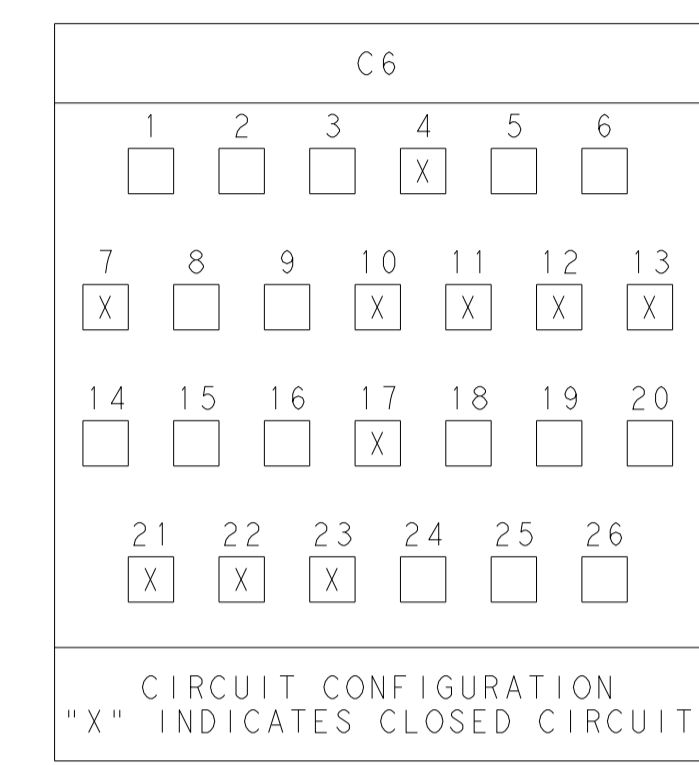 C6
1 2 3 4 5 6
X
7 8 9 10 11 12 13
X X X X X
14 15 16 17 18 19 20
X
21 22 23 24 25 26
X X X
CIRCUIT CONFIGURATION
"X" INDICATES CLOSED CIRCUIT